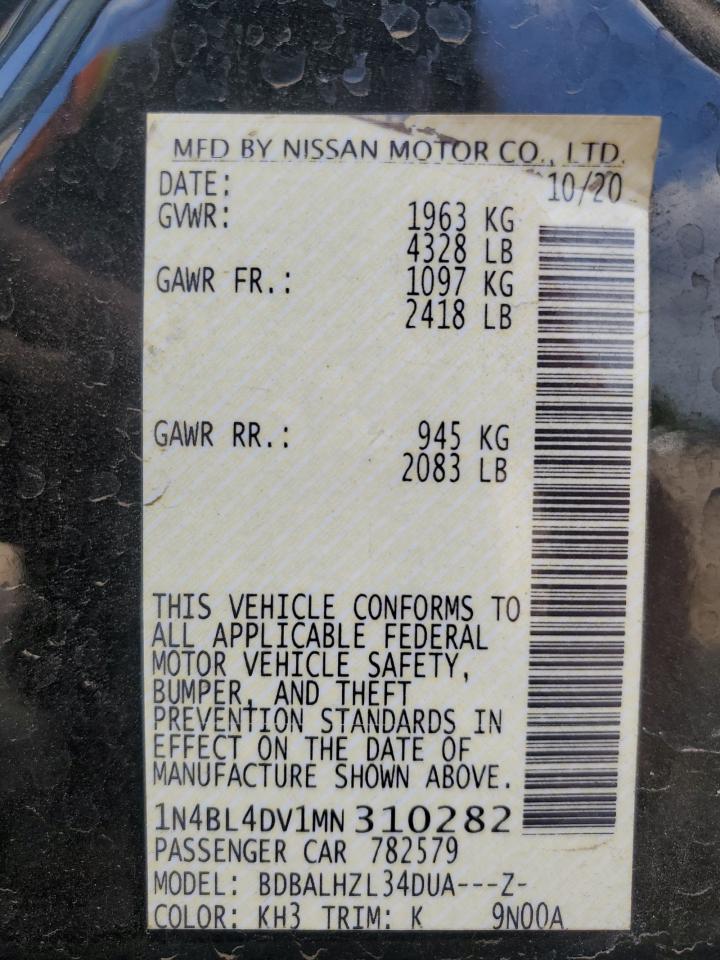 MFD BY NISSAN MOTOR CO., LTD.
DATE: 10/20
GVWR: 1963 KG
4328 LB
GAWR FR.: 1097 KG
2418 LB
GAWR RR.: 945 KG
2083 LB
THIS VEHICLE CONFORMS TO
ALL APPLICABLE FEDERAL
MOTOR VEHICLE SAFETY,
BUMPER, AND THEFT
PREVENTION STANDARDS IN
EFFECT ON THE DATE OF
MANUFACTURE SHOWN ABOVE.
1N4BL4DV1MN 310282
PASSENGER CAR 782579
MODEL: BDBALHZL34DUA---Z-
COLOR: KH3 TRIM: K 9N00A